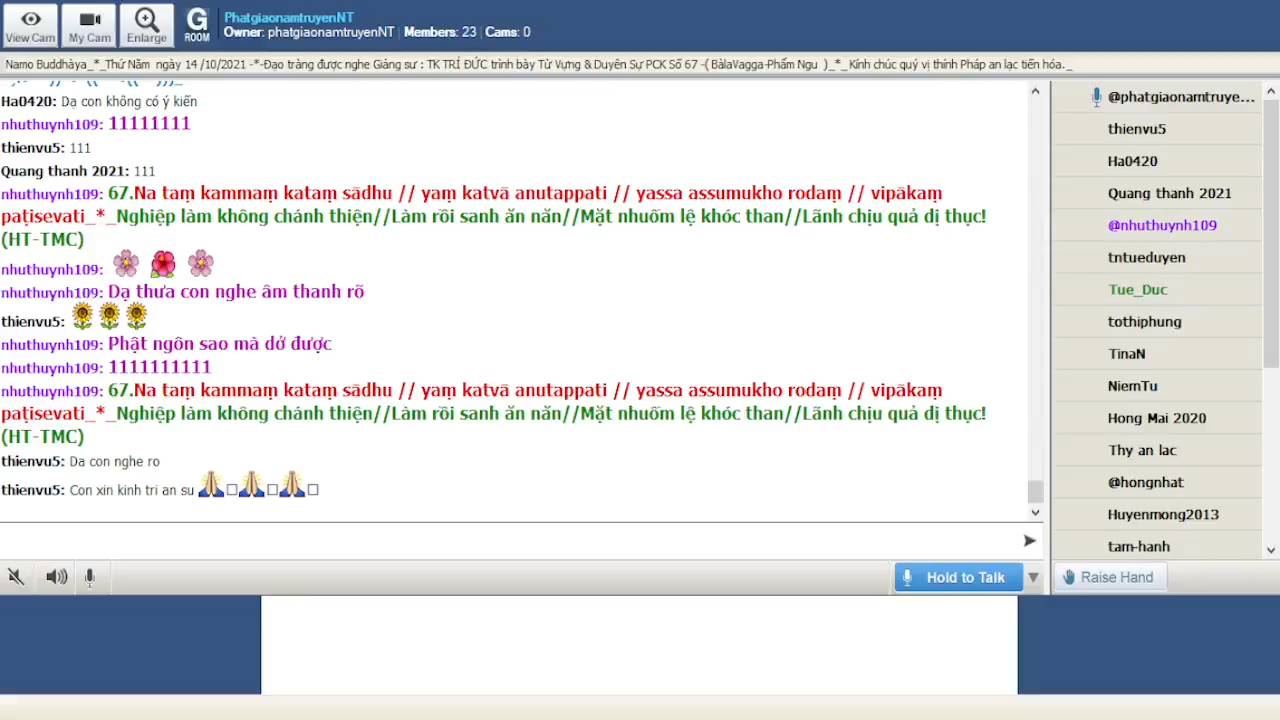 View Cam
My Cam
Enlarge
G
ROOM
PhatgiaonamtruyenNT
Owner: phatgiaonamtruyenNT | Members: 23 | Cams: 0
Namo Buddhàya_*_Thứ Năm ngày 14 /10/2021 -*-Đạo tràng được nghe Giảng sư : TK TRÍ ĐỨC trình bày Từ Vựng & Duyên Sự PCK Số 67 -( BàlaVagga-Phẩm Ngu )_*_ Kính chúc quý vị thính Pháp an lạc tiến hóa._
Ha0420: Dạ con không có ý kiến
nhuthuynh109: 11111111
thienvu5: 111
Quang thanh 2021: 111
nhuthuynh109: 67.Na taṃ kammaṃ kataṃ sādhu // yaṃ katvā anutappati // yassa assumukho rodaṃ // vipākaṃ
paṭisevati_*_Nghiệp làm không chánh thiện//Làm rồi sanh ăn năn//Mặt nhuốm lệ khóc than//Lãnh chịu quả dị thục!
(HT-TMC)
nhuthuynh109:
nhuthuynh109: Dạ thưa con nghe âm thanh rõ
thienvu5:
nhuthuynh109: Phật ngôn sao mà dở được
nhuthuynh109: 1111111111
nhuthuynh109: 67.Na taṃ kammaṃ kataṃ sādhu // yaṃ katvā anutappati // yassa assumukho rodaṃ // vipākaṃ
paṭisevati_*_Nghiệp làm không chánh thiện//Làm rồi sanh ăn năn//Mặt nhuốm lệ khóc than//Lãnh chịu quả dị thục!
(HT-TMC)
thienvu5: Da con nghe ro
thienvu5: Con xin kinh tri an su
Hold to Talk
@phatgiaonamtruye...
thienvu5
Ha0420
Quang thanh 2021
@nhuthuynh109
tntueduyen
Tue_Duc
tothiphung
TinaN
NiemTu
Hong Mai 2020
Thy an lac
@hongnhat
Huyenmong2013
tam-hanh
Raise Hand